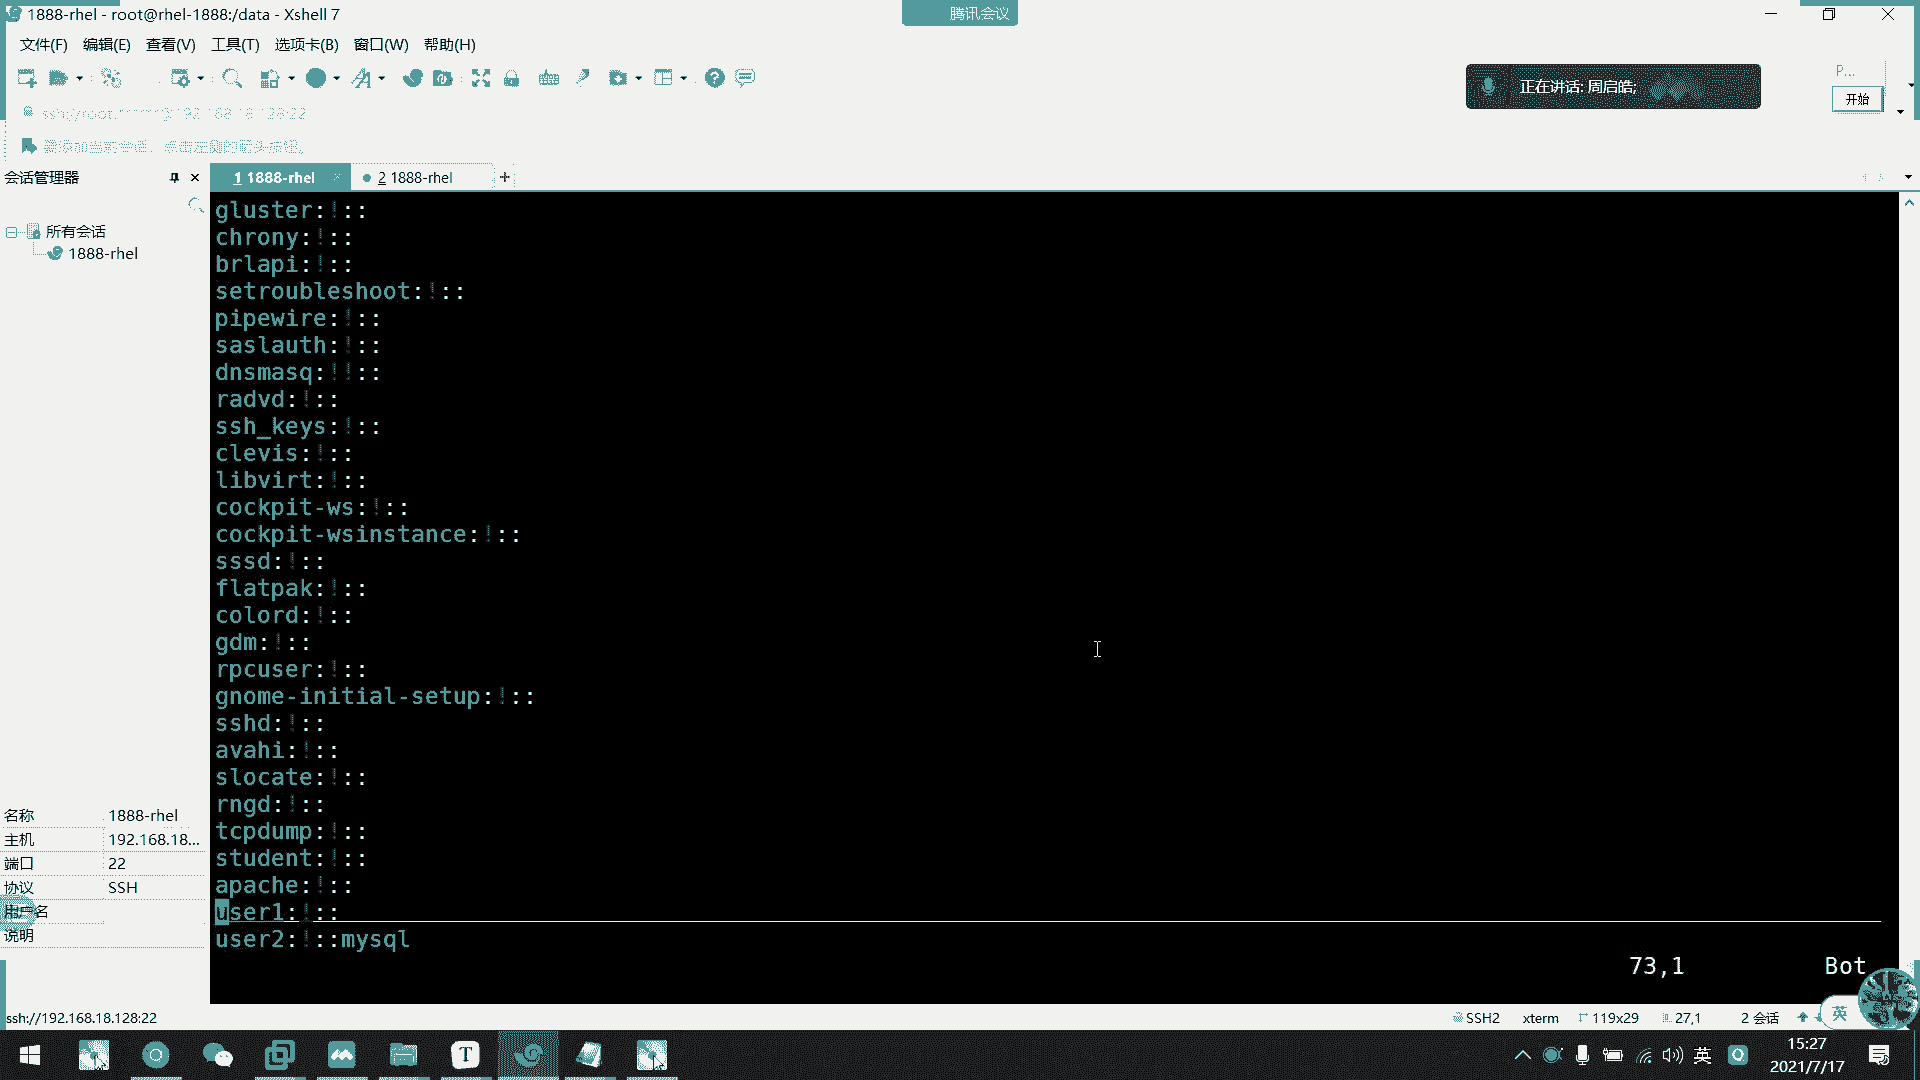 1888-rhel - root@rhel-1888:/data - Xshell 7
腾讯会议
文件(F) 编辑(E) 查看(V) 工具(T) 选项卡(B) 窗口(W) 帮助(H)
正在讲话: 周启皓;
P...
开始
会话管理器
1 1888-rhel
2 1888-rhel
所有会话
1888-rhel
gluster:!::
chrony:!::
brlapi:!::
setroubleshoot:!::
pipewire:!::
saslauth:!::
dnsmasq:!::
radvd:!::
ssh_keys:!::
clevis:!::
libvirt:!::
cockpit-ws:!::
cockpit-wsinstance:!::
sssd:!::
flatpak:!::
colord:!::
gdm:!::
rpcuser:!::
gnome-initial-setup:!::
sshd:!::
avahi:!::
slocate:!::
rngd:!::
tcpdump:!::
student:!::
apache:!::
user1:!::
user2:!::mysql
73,1 Bot
名称 1888-rhel
主机 192.168.18...
端口 22
协议 SSH
用户名
说明
ssh://192.168.18.128:22
SSH2 xterm 119x29 27,1 2 会话
英
英
15:27
2021/7/17